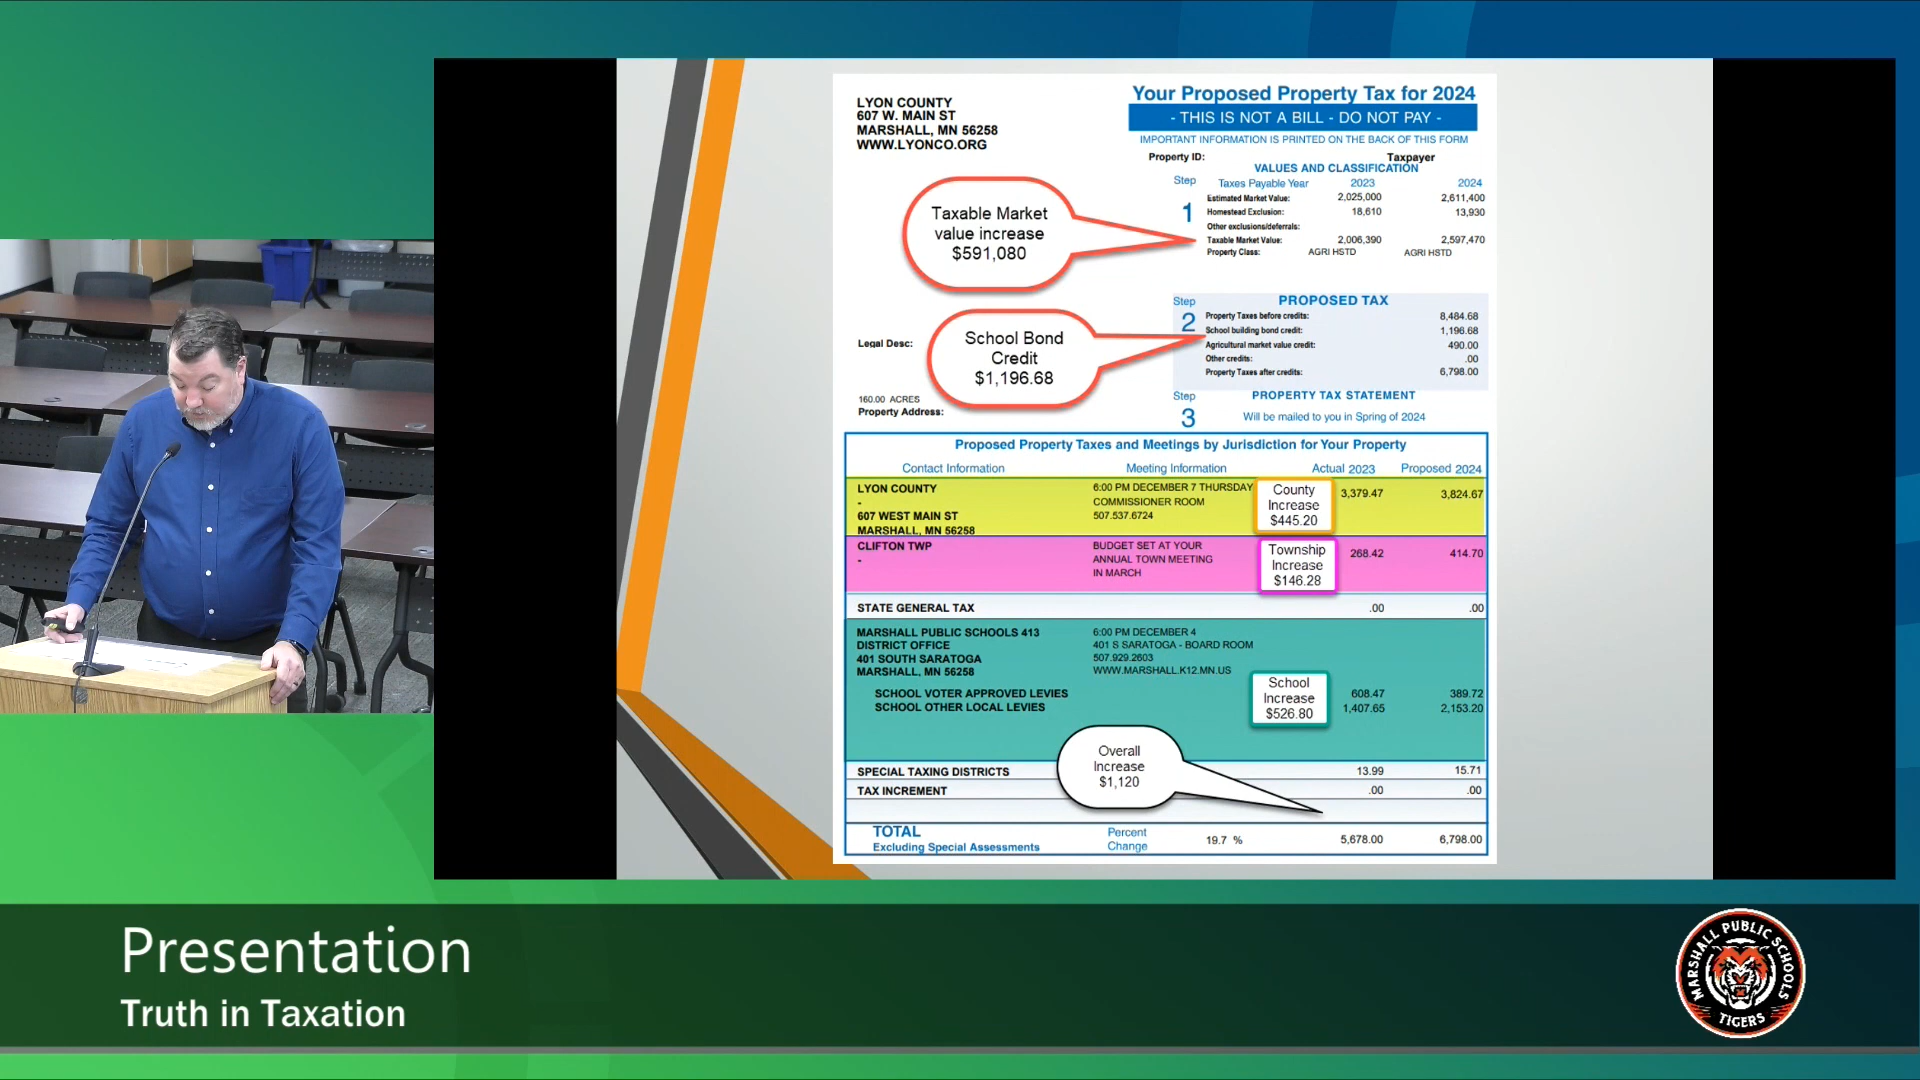 LYON COUNTY
607 W. MAIN ST
MARSHALL, MN 56258
WWW.LYONCO.ORG
Your Proposed Property Tax for 2024
- THIS IS NOT A BILL - DO NOT PAY -
IMPORTANT INFORMATION IS PRINTED ON THE BACK OF THIS FORM
Property ID: Taxpayer
VALUES AND CLASSIFICATION
Step 1
Taxes Payable Year 2023 2024
Estimated Market Value: 2,025,000 2,611,400
Homestead Exclusion: 18,610 13,930
Other exclusions/deferrals:
Taxable Market Value: 2,006,390 2,597,470
Property Class: AGRI HSTD AGRI HSTD
Taxable Market
value increase
$591,080
Step 2
PROPOSED TAX
Property Taxes before credits: 8,484.68
School building bond credit: 1,196.68
Agricultural market value credit: 490.00
Other credits: .00
Property Taxes after credits: 6,798.00
School Bond
Credit
$1,196.68
Legal Desc:
160.00 ACRES
Property Address:
Step 3
PROPERTY TAX STATEMENT
Will be mailed to you in Spring of 2024
Proposed Property Taxes and Meetings by Jurisdiction for Your Property
Contact Information Meeting Information Actual 2023 Proposed 2024
LYON COUNTY
-
607 WEST MAIN ST
MARSHALL, MN 56258
6:00 PM DECEMBER 7 THURSDAY
COMMISSIONER ROOM
507.537.6724
County
Increase
$445.20
3,379.47 3,824.67
CLIFTON TWP
-
BUDGET SET AT YOUR
ANNUAL TOWN MEETING
IN MARCH
Township
Increase
$146.28
268.42 414.70
STATE GENERAL TAX .00 .00
MARSHALL PUBLIC SCHOOLS 413
DISTRICT OFFICE
401 SOUTH SARATOGA
MARSHALL, MN 56258
6:00 PM DECEMBER 4
401 S SARATOGA - BOARD ROOM
507.929.2603
WWW.MARSHALL.K12.MN.US
School
Increase
$526.80
SCHOOL VOTER APPROVED LEVIES 608.47 389.72
SCHOOL OTHER LOCAL LEVIES 1,407.65 2,153.20
Overall
Increase
$1,120
SPECIAL TAXING DISTRICTS 13.99 15.71
TAX INCREMENT .00 .00
TOTAL
Excluding Special Assessments
Percent
Change
19.7 % 5,678.00 6,798.00
Presentation
Truth in Taxation
MARSHALL PUBLIC SCHOOLS
TIGERS